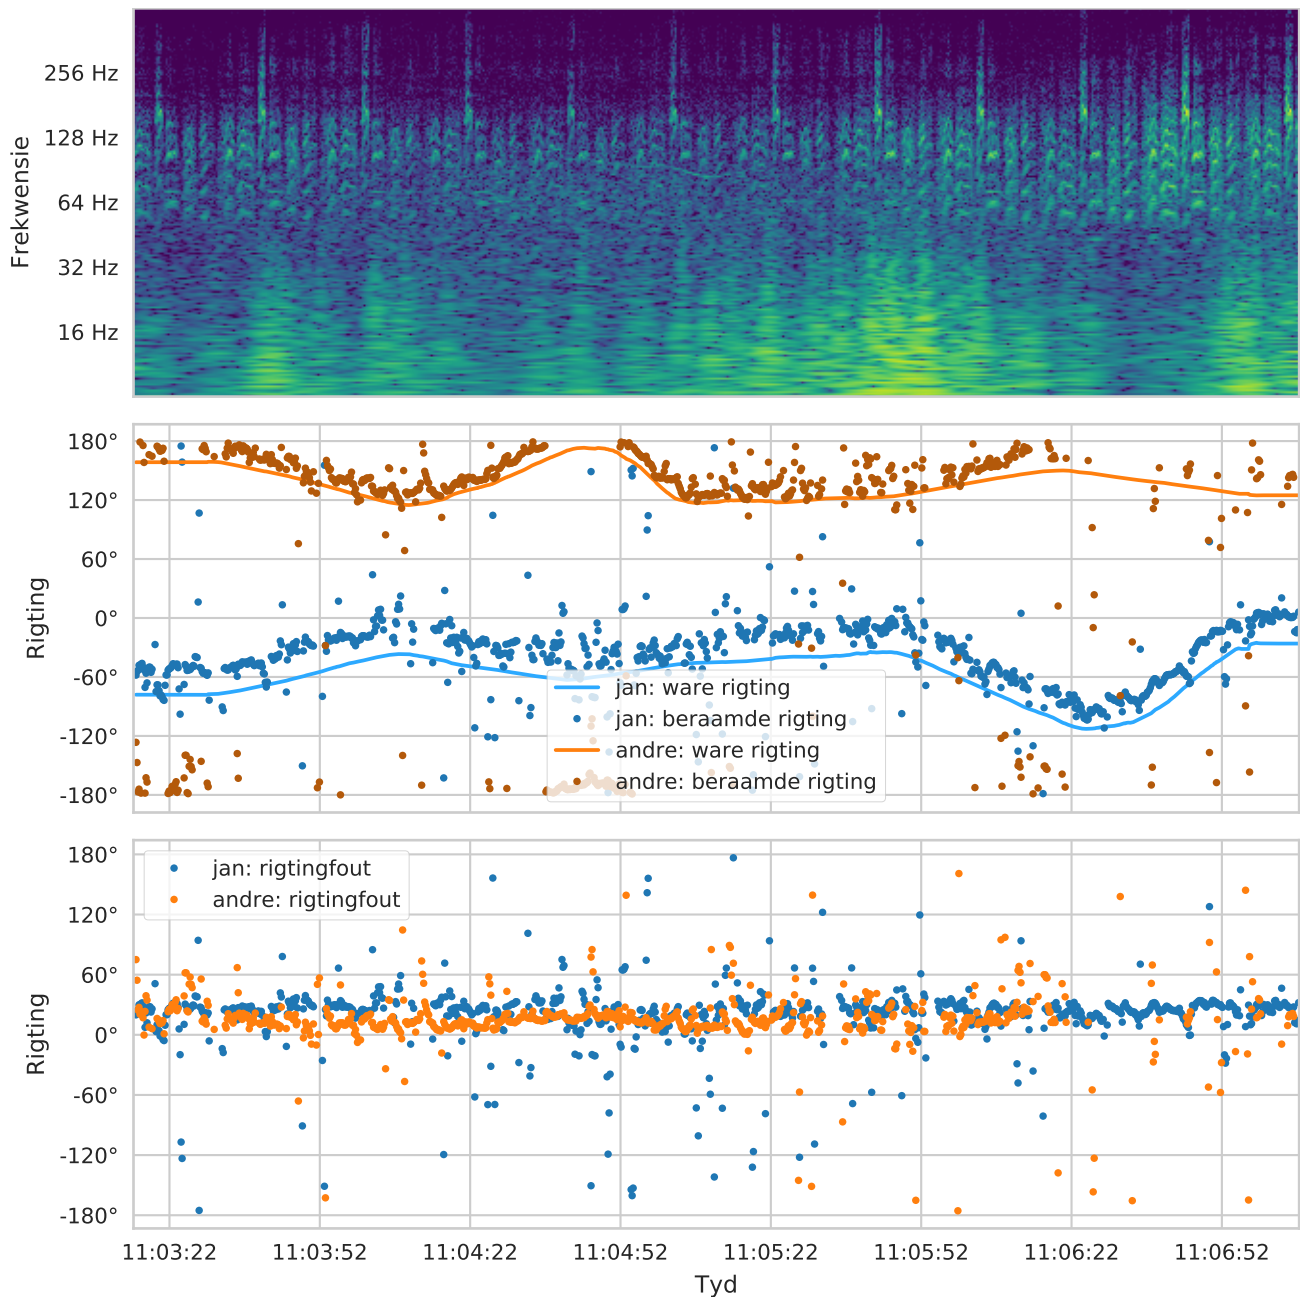 Frekwensie
256 Hz
128 Hz
64 Hz
32 Hz
16 Hz
Rigting
180°
120°
60°
0°
-60°
-120°
-180°
jan: ware rigting
jan: beraamde rigting
andre: ware rigting
andre: beraamde rigting
Rigting
180°
120°
60°
0°
-60°
-120°
-180°
jan: rigtingfout
andre: rigtingfout
11:03:22 11:03:52 11:04:22 11:04:52 11:05:22 11:05:52 11:06:22 11:06:52
Tyd